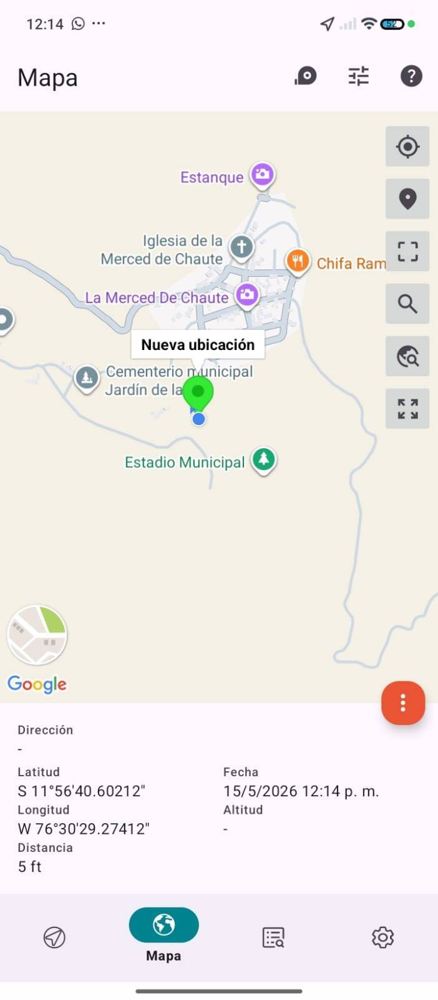 12:14
52
Mapa
Estanque
Iglesia de la
Merced de Chaute
Chifa Ram
La Merced De Chaute
Nueva ubicación
Cementerio municipal
Jardín de la
Estadio Municipal
Google
Dirección
-
Latitud
S 11°56'40.60212"
Fecha
15/5/2026 12:14 p. m.
Longitud
W 76°30'29.27412"
Altitud
-
Distancia
5 ft
Mapa